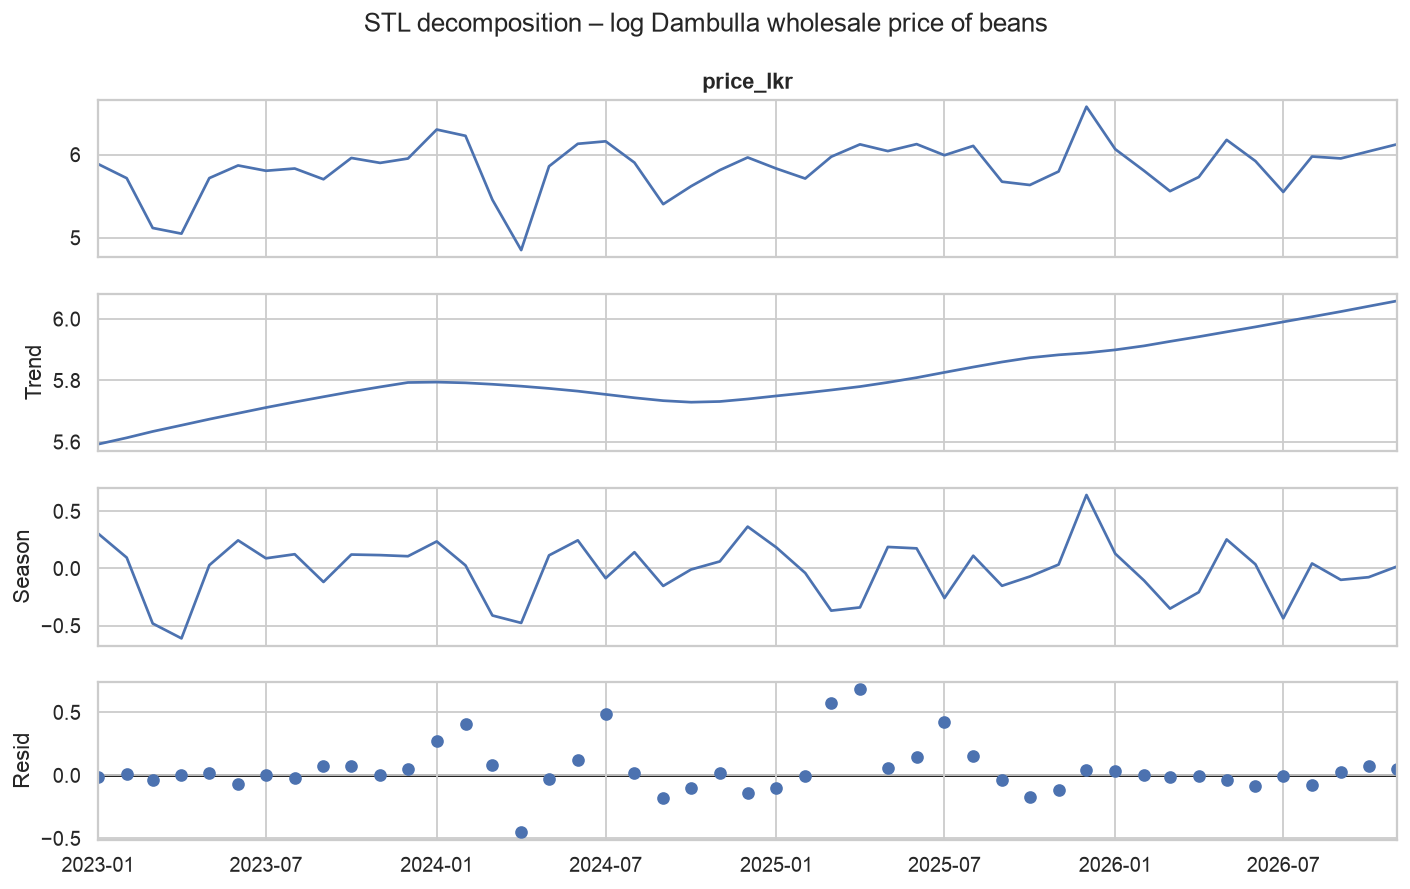 STL decomposition – log Dambulla wholesale price of beans
price_lkr
6
5
Trend
6.0
5.8
5.6
Season
0.5
0.0
−0.5
Resid
0.5
0.0
−0.5
2023-01 2023-07 2024-01 2024-07 2025-01 2025-07 2026-01 2026-07